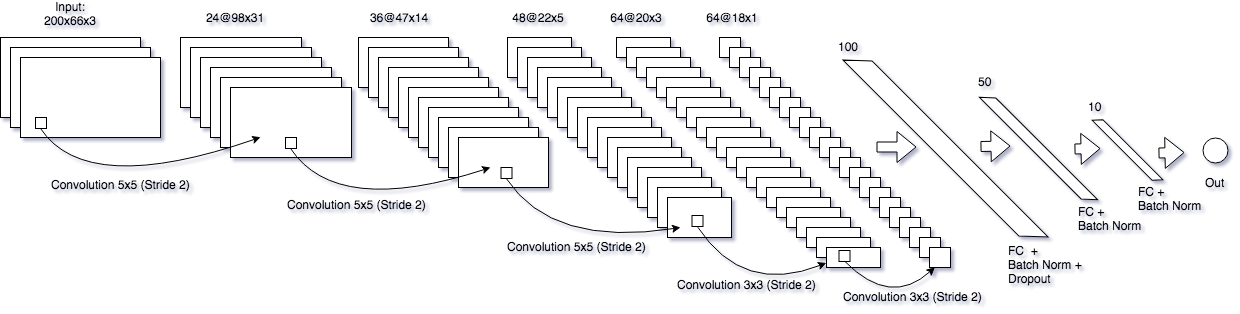 Input:
200x66x3
24@98x31
36@47x14
48@22x5
64@20x3
64@18x1
100
50
10
Convolution 5x5 (Stride 2)
Convolution 5x5 (Stride 2)
Convolution 5x5 (Stride 2)
Convolution 3x3 (Stride 2)
Convolution 3x3 (Stride 2)
FC +
Batch Norm +
Dropout
FC +
Batch Norm
FC +
Batch Norm
Out